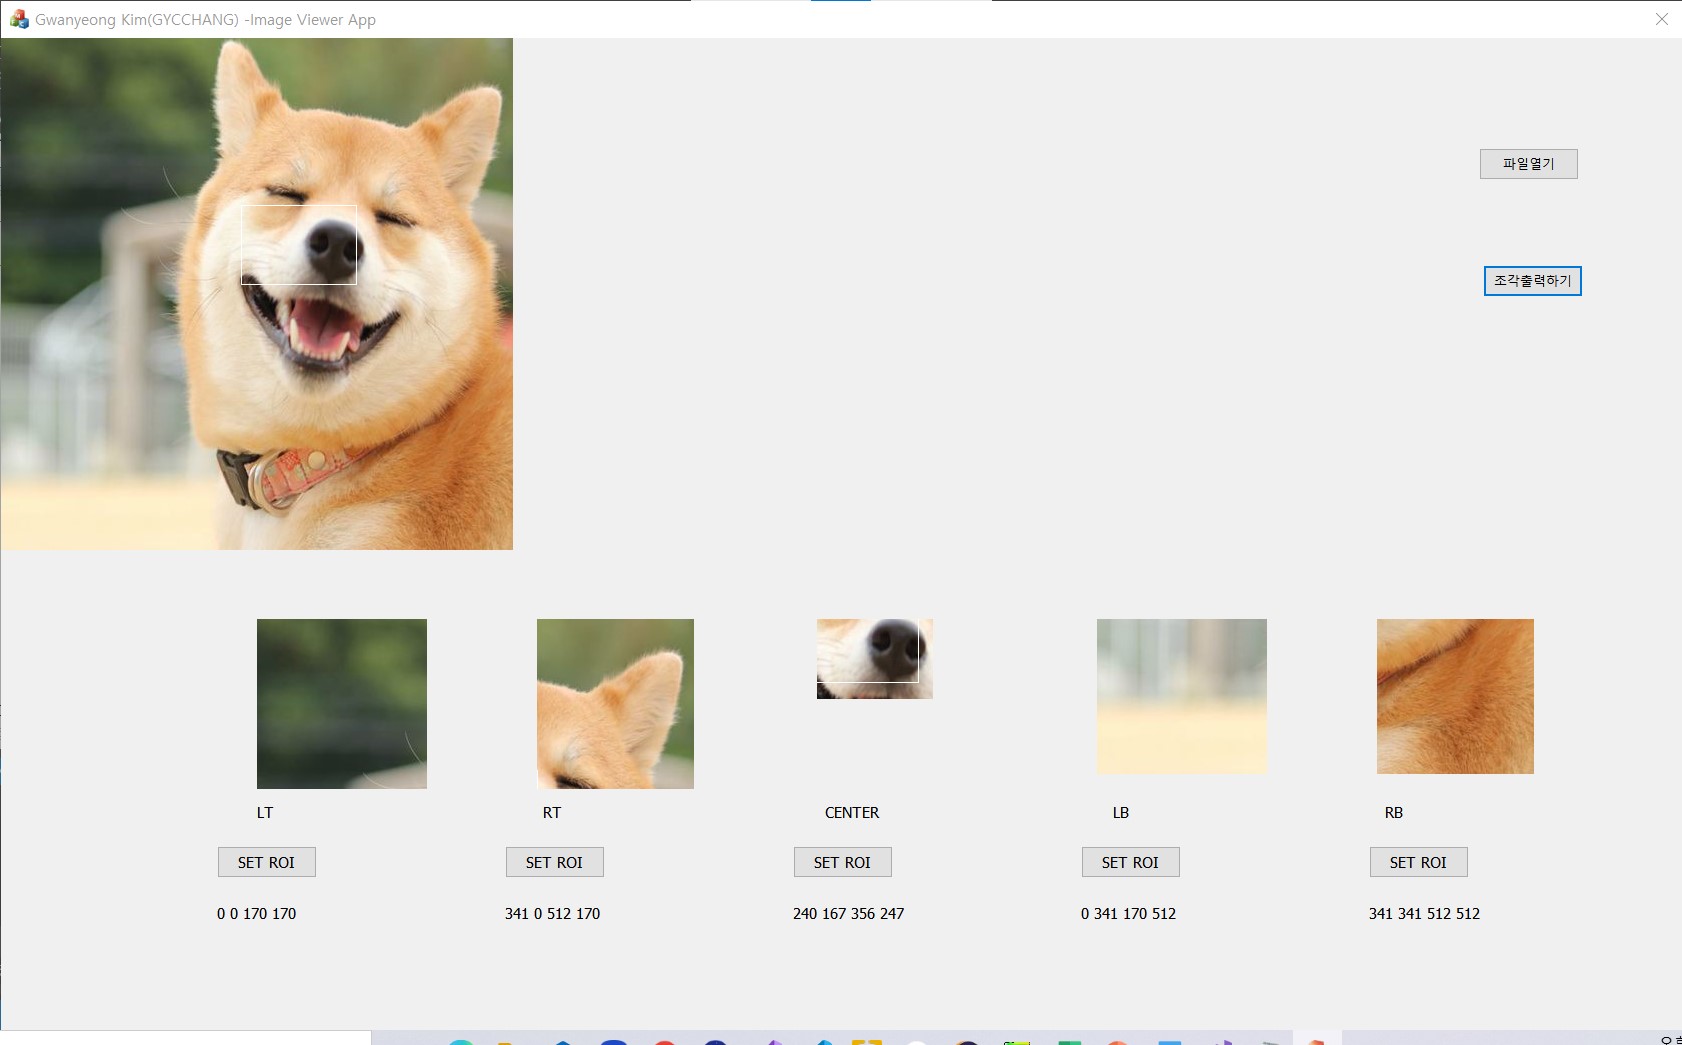 Gwanyeong Kim(GYCCHANG) -Image Viewer App
파일열기
조각출력하기
LT
RT
CENTER
LB
RB
SET ROI
SET ROI
SET ROI
SET ROI
SET ROI
0 0 170 170
341 0 512 170
240 167 356 247
0 341 170 512
341 341 512 512